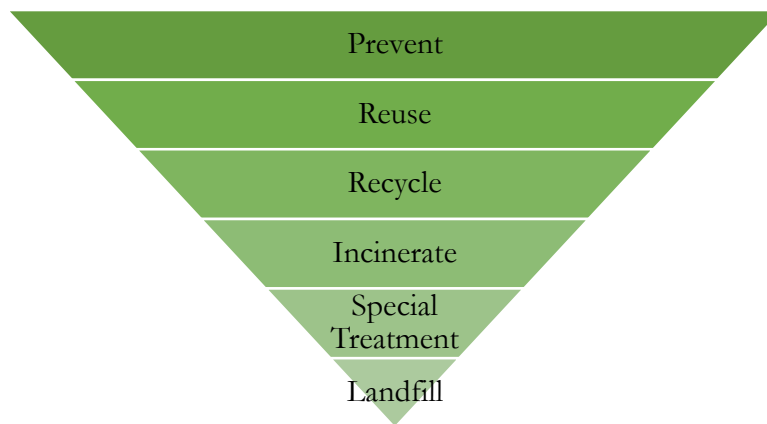 Prevent
Reuse
Recycle
Incinerate
Special
Treatment
Landfill